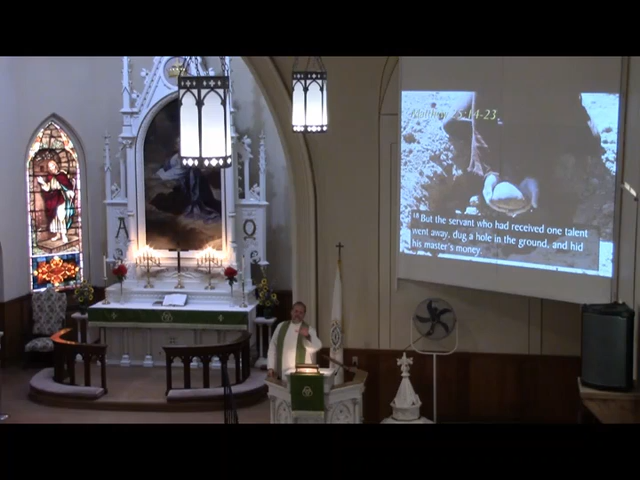 Matthew 25:14-23
18 But the servant who had received one talent
went away, dug a hole in the ground, and hid
his master's money.
A Ω